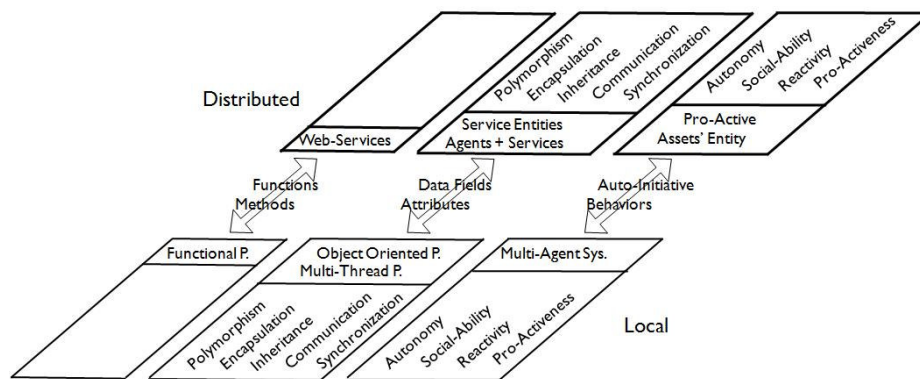 Distributed
Web-Services
Polymorphism
Encapsulation
Inheritance
Communication
Synchronization
Service Entities
Agents + Services
Autonomy
Social-Ability
Reactivity
Pro-Activeness
Pro-Active
Assets' Entity
Functions
Methods
Data Fields
Attributes
Auto-Initiative
Behaviors
Functional P.
Object Oriented P.
Multi-Thread P.
Polymorphism
Encapsulation
Inheritance
Communication
Synchronization
Multi-Agent Sys.
Autonomy
Social-Ability
Reactivity
Pro-Activeness
Local